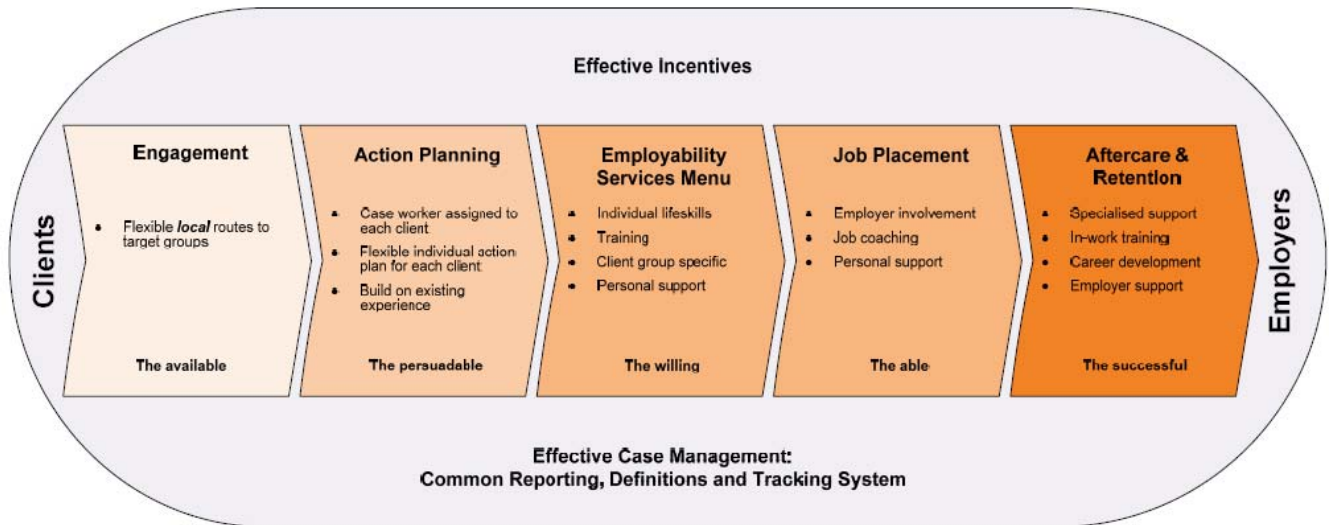 Effective Incentives
Clients
Engagement
• Flexible local routes to
target groups
The available
Action Planning
• Case worker assigned to
each client
• Flexible individual action
plan for each client
• Build on existing
experience
The persuadable
Employability
Services Menu
• Individual lifeskills
• Training
• Client group specific
• Personal support
The willing
Job Placement
• Employer involvement
• Job coaching
• Personal support
The able
Aftercare &
Retention
• Specialised support
• In-work training
• Career development
• Employer support
The successful
Employers
Effective Case Management:
Common Reporting, Definitions and Tracking System